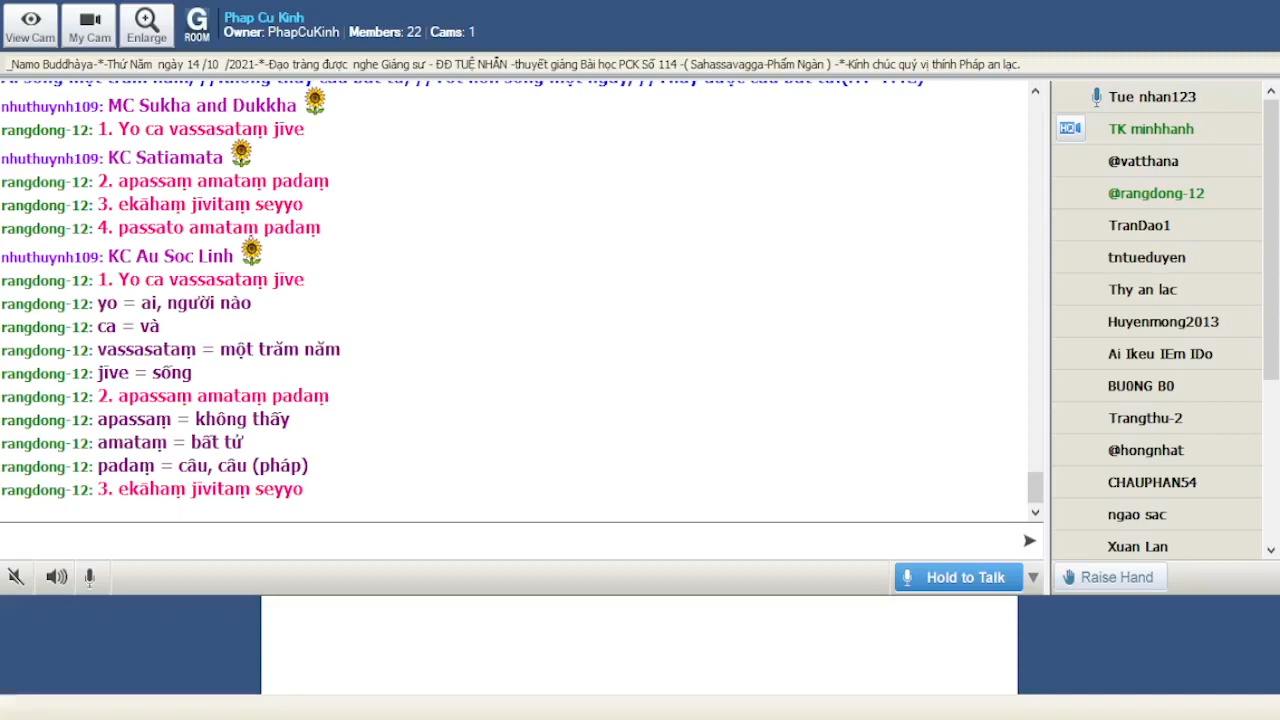 View Cam
My Cam
Enlarge
G
ROOM
Phap Cu Kinh
Owner: PhapCuKinh | Members: 22 | Cams: 1
_Namo Buddhàya-*-Thứ Năm ngày 14 /10 /2021-*-Đạo tràng được nghe Giảng sư - ĐĐ TUỆ NHÂN -thuyết giảng Bài học PCK Số 114 -( Sahassavagga-Phẩm Ngàn ) -*-Kính chúc quý vị thính Pháp an lạc.
nhuthuynh109: MC Sukha and Dukkha
rangdong-12: 1. Yo ca vassasataṃ jīve
nhuthuynh109: KC Satiamata
rangdong-12: 2. apassaṃ amataṃ padaṃ
rangdong-12: 3. ekāhaṃ jīvitaṃ seyyo
rangdong-12: 4. passato amataṃ padaṃ
nhuthuynh109: KC Au Soc Linh
rangdong-12: 1. Yo ca vassasataṃ jīve
rangdong-12: yo = ai, người nào
rangdong-12: ca = và
rangdong-12: vassasataṃ = một trăm năm
rangdong-12: jīve = sống
rangdong-12: 2. apassaṃ amataṃ padaṃ
rangdong-12: apassaṃ = không thấy
rangdong-12: amataṃ = bất tử
rangdong-12: padaṃ = câu, câu (pháp)
rangdong-12: 3. ekāhaṃ jīvitaṃ seyyo
Tue nhan123
HD
TK minhhanh
@vatthana
@rangdong-12
TranDao1
tntueduyen
Thy an lac
Huyenmong2013
Ai Ikeu IEm IDo
BU0NG B0
Trangthu-2
@hongnhat
CHAUPHAN54
ngao sac
Xuan Lan
Hold to Talk
Raise Hand